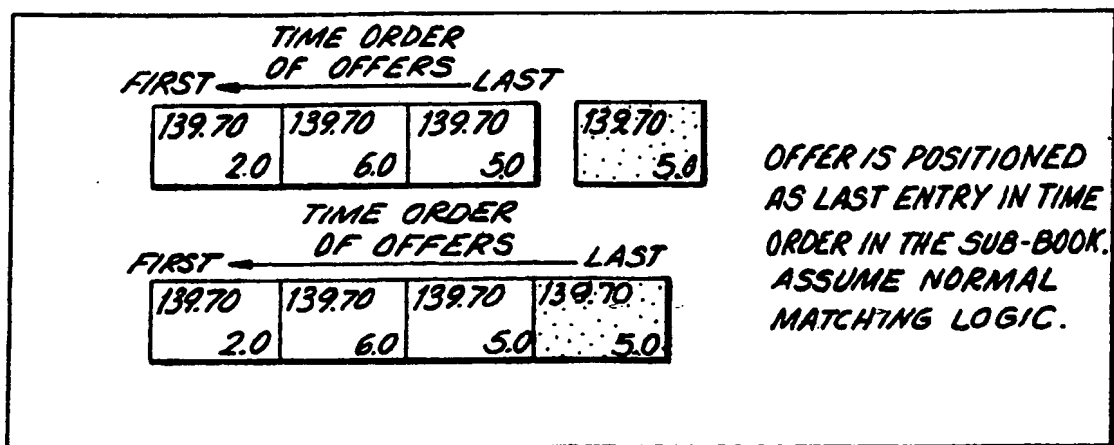 TIME ORDER
OF OFFERS
FIRST LAST
139.70 139.70 139.70 139.70
2.0 6.0 5.0 5.0
TIME ORDER
OF OFFERS
FIRST LAST
139.70 139.70 139.70 139.70
2.0 6.0 5.0 5.0
OFFER IS POSITIONED
AS LAST ENTRY IN TIME
ORDER IN THE SUB-BOOK.
ASSUME NORMAL
MATCHING LOGIC.